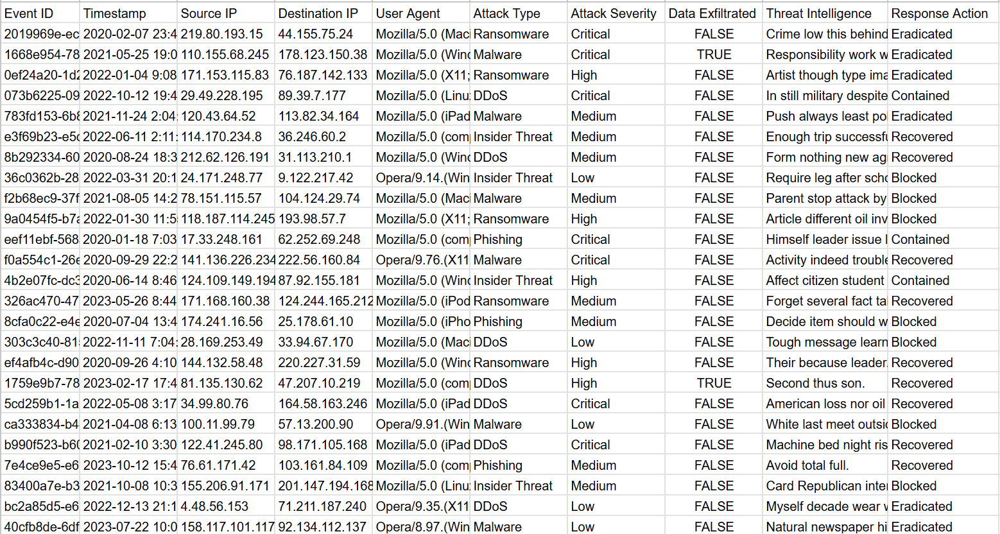 Event ID Timestamp Source IP Destination IP User Agent Attack Type Attack Severity Data Exfiltrated Threat Intelligence Response Action
2019969e-ec 2020-02-07 23:4 219.80.193.15 44.155.75.24 Mozilla/5.0 (Maci Ransomware Critical FALSE Crime low this behind Eradicated
1668e954-78 2021-05-25 19:0 110.155.68.245 178.123.150.38 Mozilla/5.0 (Wind Malware Critical TRUE Responsibility work w Eradicated
0ef24a20-1d2 2022-01-04 9:08 171.153.115.83 76.187.142.133 Mozilla/5.0 (X11; Ransomware High FALSE Artist though type ima Eradicated
073b6225-09 2022-10-12 19:4 29.49.228.195 89.39.7.177 Mozilla/5.0 (Linux DDoS Critical FALSE In still military despite Contained
783fd153-6b8 2021-11-24 2:04: 120.43.64.52 113.82.34.164 Mozilla/5.0 (iPad Malware Medium FALSE Push always least pol Eradicated
e3f69b23-e5c 2022-06-11 2:11: 114.170.234.8 36.246.60.2 Mozilla/5.0 (comp Insider Threat Medium FALSE Enough trip successfu Recovered
8b292334-60 2020-08-24 18:3 212.62.126.191 31.113.210.1 Mozilla/5.0 (Wind DDoS Medium FALSE Form nothing new ag Recovered
36c0362b-28 2022-03-31 20:1 24.171.248.77 9.122.217.42 Opera/9.14.(Win Insider Threat Low FALSE Require leg after scho Blocked
f2b68ec9-37f 2021-08-05 14:2 78.151.115.57 104.124.29.74 Mozilla/5.0 (Maci Malware Medium FALSE Parent stop attack by Blocked
9a0454f5-b7a 2022-01-30 11:5 118.187.114.245 193.98.57.7 Mozilla/5.0 (X11; Ransomware High FALSE Article different oil inv Blocked
eef11ebf-568 2020-01-18 7:03 17.33.248.161 62.252.69.248 Mozilla/5.0 (comp Phishing Critical FALSE Himself leader issue l Contained
f0a554c1-26e 2020-09-29 22:2 141.136.226.234 222.56.160.84 Opera/9.76.(X11 Malware Critical FALSE Activity indeed trouble Recovered
4b2e07fc-dc3 2020-06-14 8:46 124.109.149.194 87.92.155.181 Mozilla/5.0 (Wind Insider Threat High FALSE Affect citizen student Contained
326ac470-47 2023-05-26 8:44 171.168.160.38 124.244.165.212 Mozilla/5.0 (iPod Ransomware Medium FALSE Forget several fact tal Recovered
8cfa0c22-e4e 2020-07-04 13:4 174.241.16.56 25.178.61.10 Mozilla/5.0 (iPho Phishing Medium FALSE Decide item should w Blocked
303c3c40-81 2022-11-11 7:04: 28.169.253.49 33.94.67.170 Mozilla/5.0 (Maci DDoS Low FALSE Tough message learn Blocked
ef4afb4c-d90 2020-09-26 4:10 144.132.58.48 220.227.31.59 Mozilla/5.0 (Wind Ransomware High FALSE Their because leader. Recovered
1759e9b7-78 2023-02-17 17:4 81.135.130.62 47.207.10.219 Mozilla/5.0 (comp DDoS High TRUE Second thus son. Recovered
5cd259b1-1a 2022-05-08 3:17 34.99.80.76 164.58.163.246 Mozilla/5.0 (iPad DDoS Critical FALSE American loss nor oil Recovered
ca333834-b4 2021-04-08 6:13 100.11.99.79 57.13.200.90 Opera/9.91.(Win Malware Low FALSE White last meet outsid Blocked
b990f523-b60 2021-02-10 3:30 122.41.245.80 98.171.105.168 Mozilla/5.0 (iPad DDoS Critical FALSE Machine bed night ris Recovered
7e4ce9e5-e6 2023-10-12 15:4 76.61.171.42 103.161.84.109 Mozilla/5.0 (comp Phishing Medium FALSE Avoid total full. Recovered
83400a7e-b3 2021-10-08 10:3 155.206.91.171 201.147.194.168 Mozilla/5.0 (Linux Insider Threat Medium FALSE Card Republican inter Blocked
bc2a85d5-e6 2022-12-13 21:1 4.48.56.153 71.211.187.240 Opera/9.35.(X11 DDoS Low FALSE Myself decade wear w Eradicated
40cfb8de-6df 2023-07-22 10:0 158.117.101.117 92.134.112.137 Opera/8.97.(Win Malware Low FALSE Natural newspaper hi Eradicated